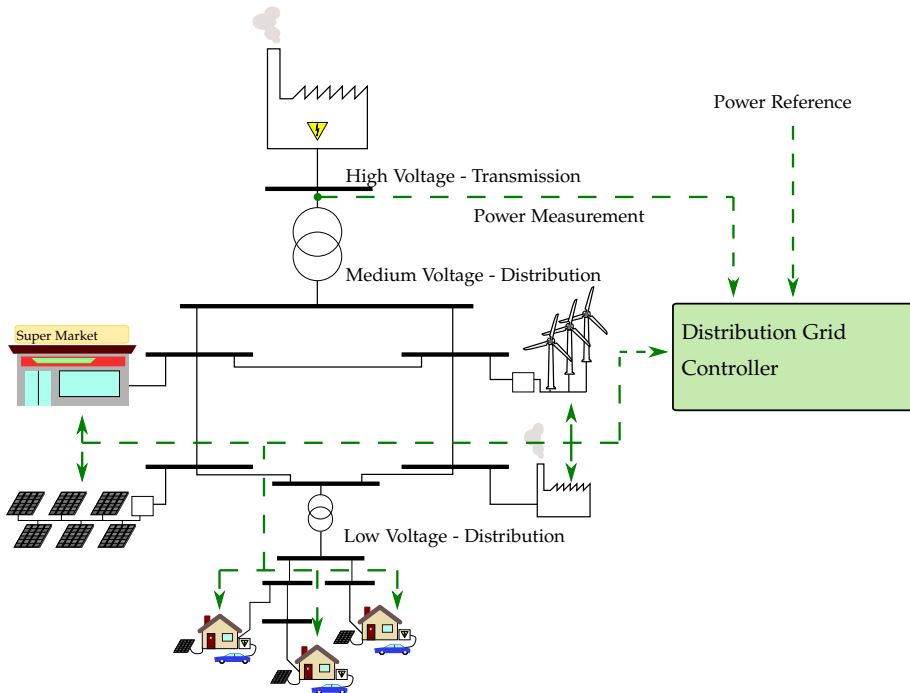 Power Reference
High Voltage - Transmission
Power Measurement
Medium Voltage - Distribution
Super Market
Distribution Grid
Controller
Low Voltage - Distribution